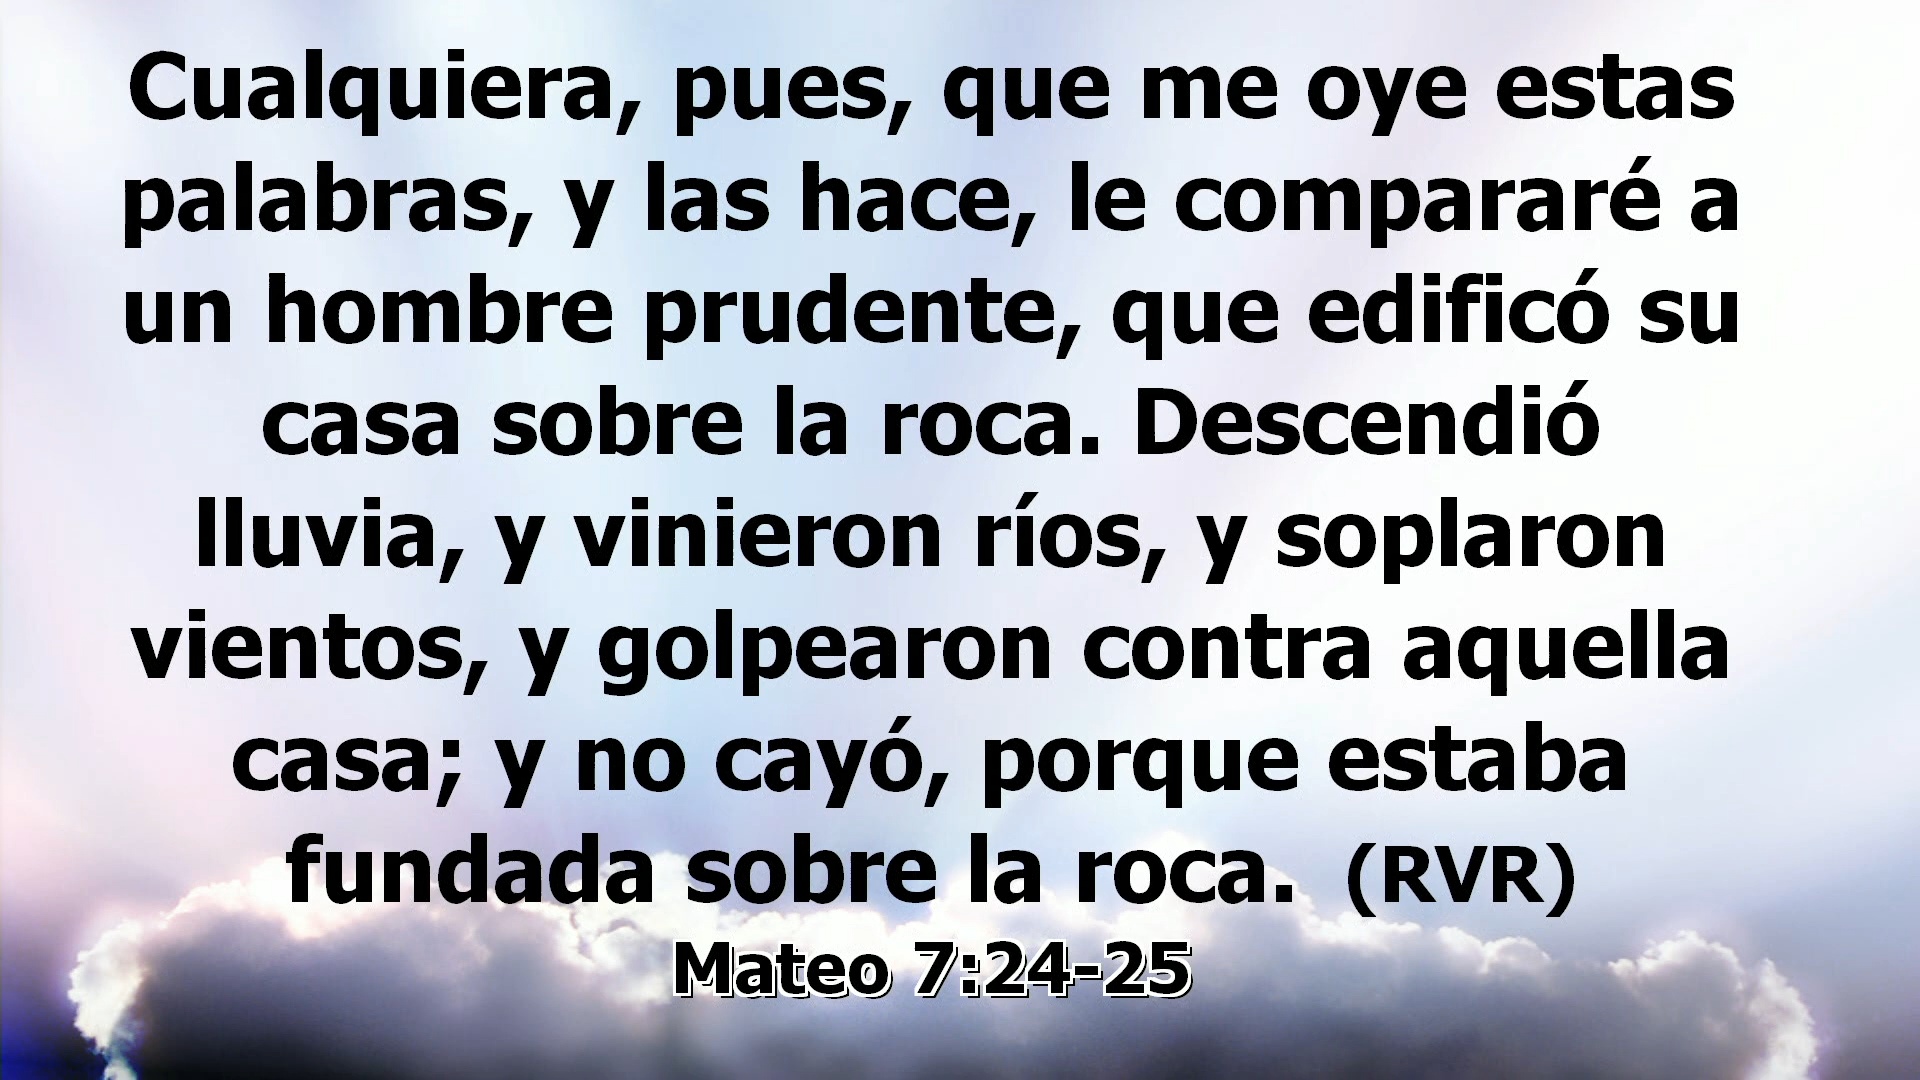 Cualquiera, pues, que me oye estas
palabras, y las hace, le compararé a
un hombre prudente, que edificó su
casa sobre la roca. Descendió
lluvia, y vinieron ríos, y soplaron
vientos, y golpearon contra aquella
casa; y no cayó, porque estaba
fundada sobre la roca. (RVR)
Mateo 7:24-25